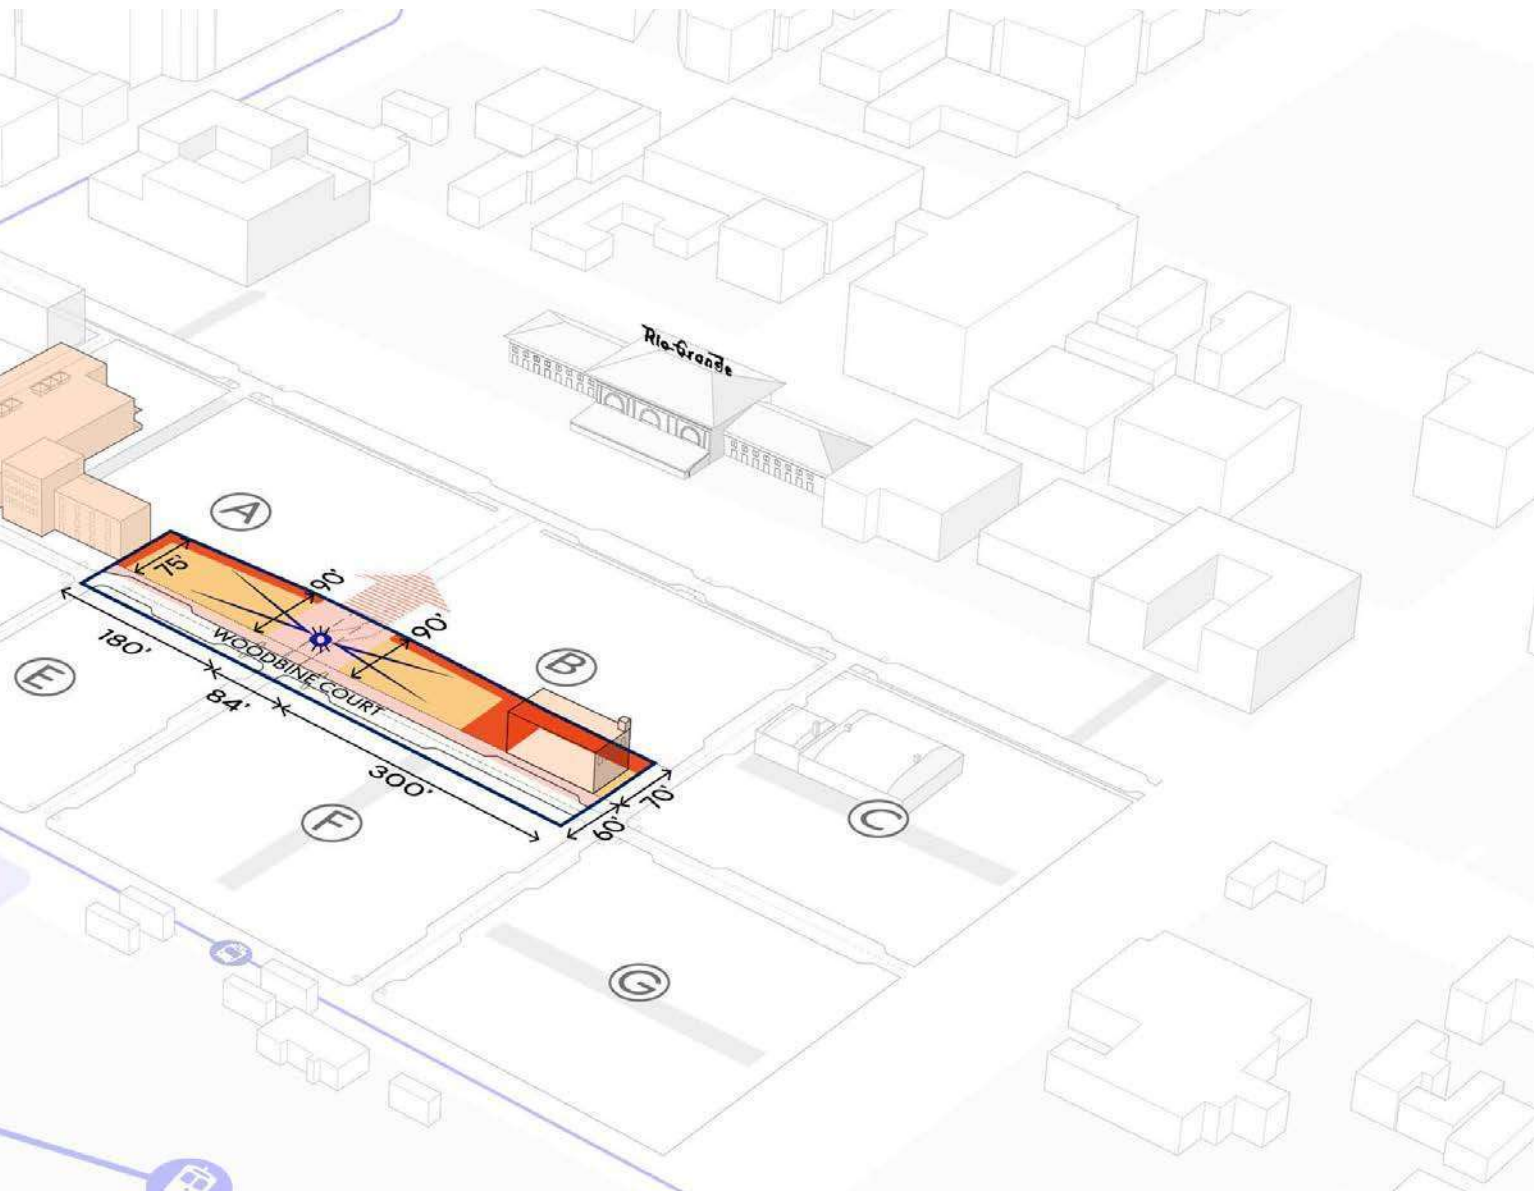 Rio Grande
A
75'
90'
90'
WOODBINE COURT
180'
84'
300'
B
70'
60'
E
F
C
G